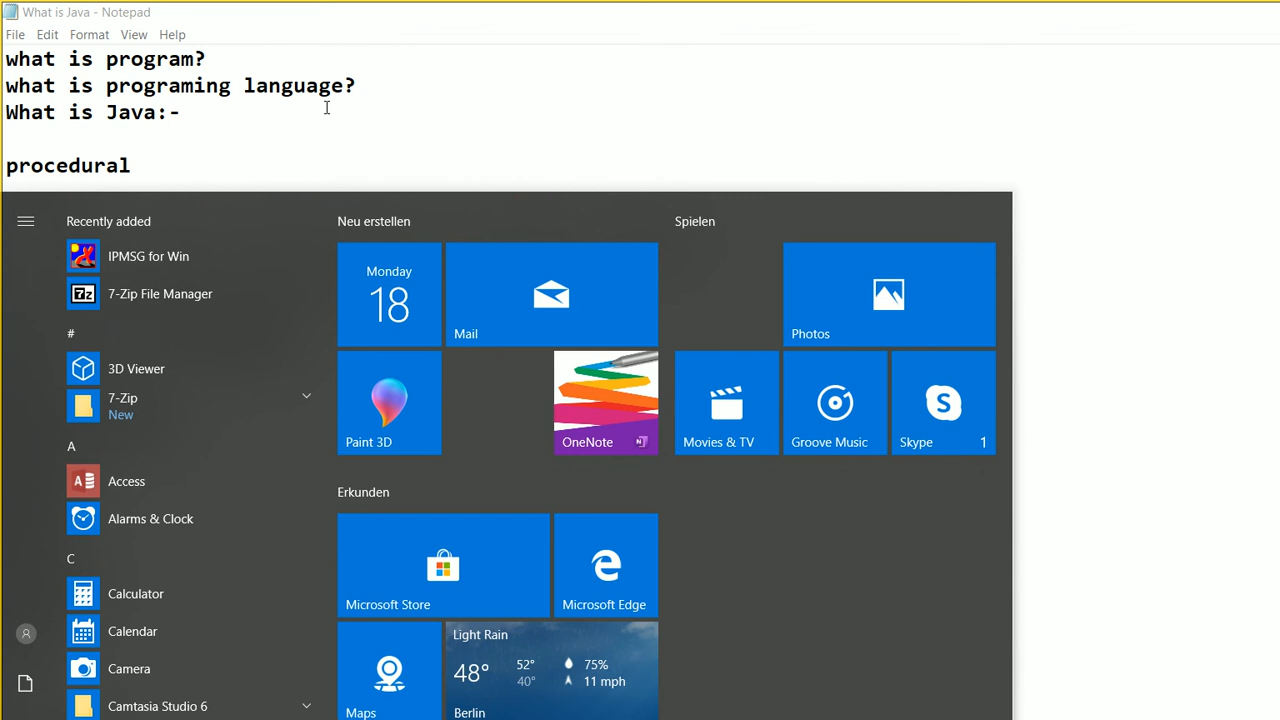 What is Java - Notepad
File Edit Format View Help
what is program?
what is programing language?
What is Java:-
procedural
Recently added
IPMSG for Win
7z
7-Zip File Manager
#
3D Viewer
7-Zip
New
A
A
Access
Alarms & Clock
C
Calculator
Calendar
Camera
Camtasia Studio 6
Neu erstellen
Monday
18
Mail
Paint 3D
OneNote
N
Erkunden
Microsoft Store
Microsoft Edge
Maps
Light Rain
48° 52° 75%
40° 11 mph
Berlin
Spielen
Photos
Movies & TV
Groove Music
S
Skype 1